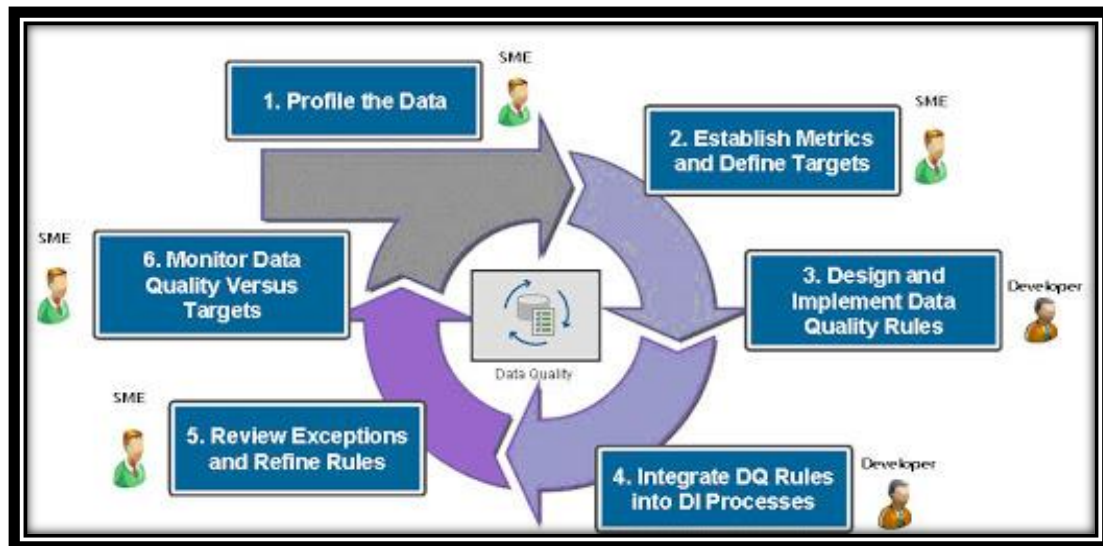 SME
1. Profile the Data
SME
2. Establish Metrics
and Define Targets
Developer
3. Design and
Implement Data
Quality Rules
Developer
4. Integrate DQ Rules
into DI Processes
SME
5. Review Exceptions
and Refine Rules
SME
6. Monitor Data
Quality Versus
Targets
Data Quality